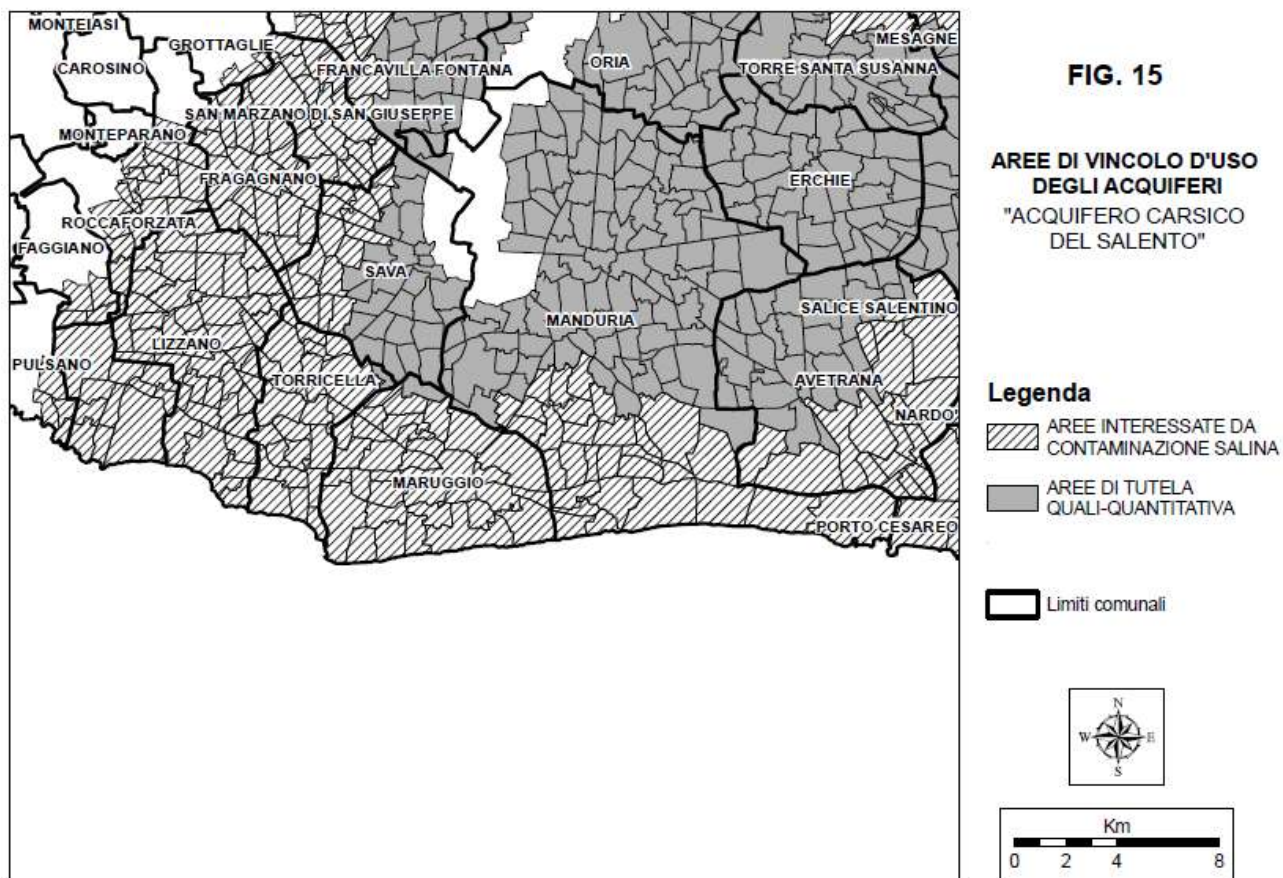 MONTEIASI
GROTTAGLIE
MESAGNE
CAROSINO
FRANCAVILLA FONTANA
ORIA
TORRE SANTA SUSANNA
SAN MARZANO DI SAN GIUSEPPE
MONTEPARANO
FRAGAGNANO
ERCHIE
ROCCAFORZATA
FAGGIANO
SAVA
SALICE SALENTINO
MANDURIA
LIZZANO
PULSANO
TORRICELLA
AVETRANA
NARDO'
MARUGGIO
PORTO CESAREO
FIG. 15
AREE DI VINCOLO D'USO
DEGLI ACQUIFERI
"ACQUIFERO CARSICO
DEL SALENTO"
Legenda
AREE INTERESSATE DA
CONTAMINAZIONE SALINA
AREE DI TUTELA
QUALI-QUANTITATIVA
Limiti comunali
N
W E
S
Km
0 2 4 8